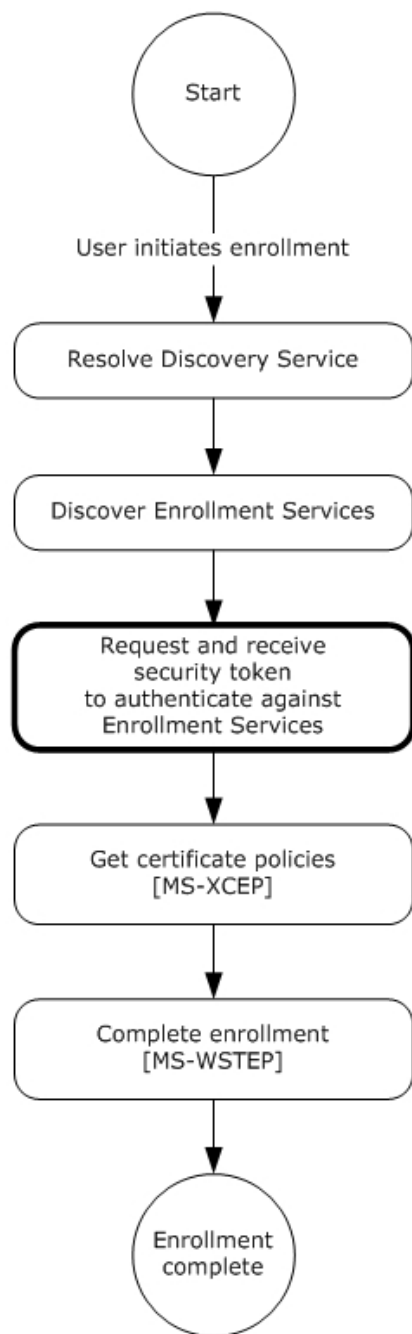 Start
User initiates enrollment
Resolve Discovery Service
Discover Enrollment Services
Request and receive
security token
to authenticate against
Enrollment Services
Get certificate policies
[MS-XCEP]
Complete enrollment
[MS-WSTEP]
Enrollment
complete